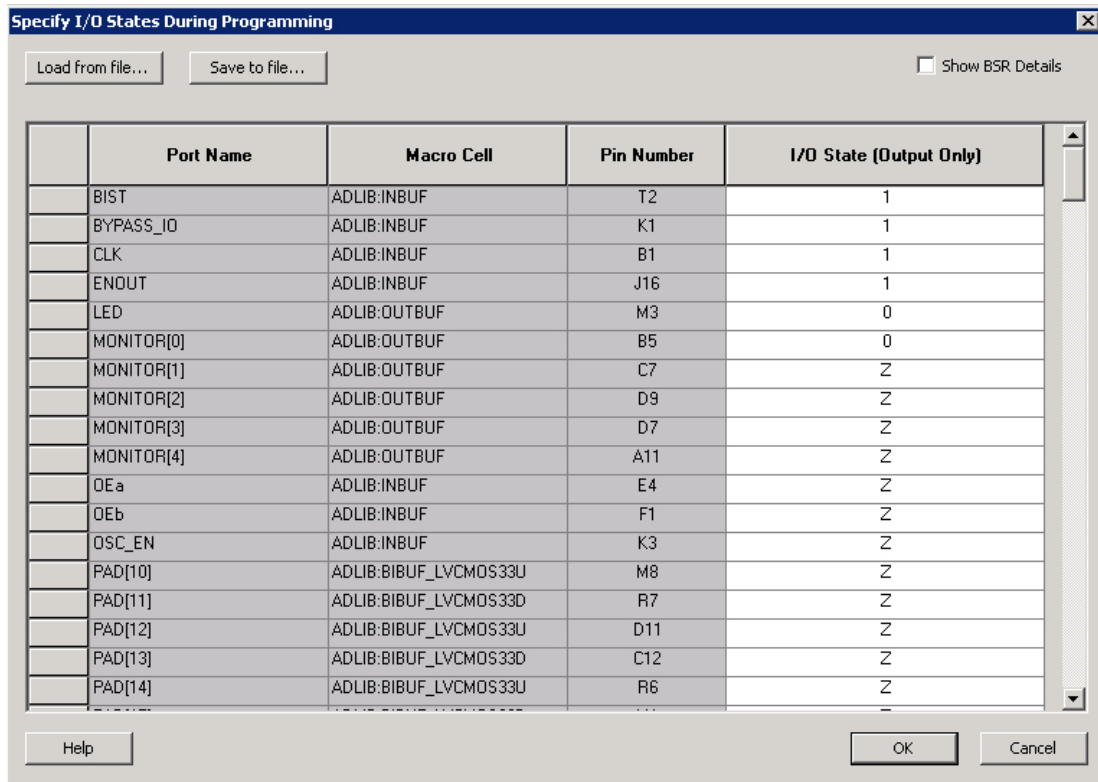 Specify I/O States During Programming
Load from file... Save to file... Show BSR Details
Port Name Macro Cell Pin Number I/O State (Output Only)
BIST ADLIB:INBUF T2 1
BYPASS_IO ADLIB:INBUF K1 1
CLK ADLIB:INBUF B1 1
ENOUT ADLIB:INBUF J16 1
LED ADLIB:OUTBUF M3 0
MONITOR[0] ADLIB:OUTBUF B5 0
MONITOR[1] ADLIB:OUTBUF C7 Z
MONITOR[2] ADLIB:OUTBUF D9 Z
MONITOR[3] ADLIB:OUTBUF D7 Z
MONITOR[4] ADLIB:OUTBUF A11 Z
OEa ADLIB:INBUF E4 Z
OEb ADLIB:INBUF F1 Z
OSC_EN ADLIB:INBUF K3 Z
PAD[10] ADLIB:BIBUF_LVCMOS33U M8 Z
PAD[11] ADLIB:BIBUF_LVCMOS33D R7 Z
PAD[12] ADLIB:BIBUF_LVCMOS33U D11 Z
PAD[13] ADLIB:BIBUF_LVCMOS33D C12 Z
PAD[14] ADLIB:BIBUF_LVCMOS33U R6 Z
Help OK Cancel